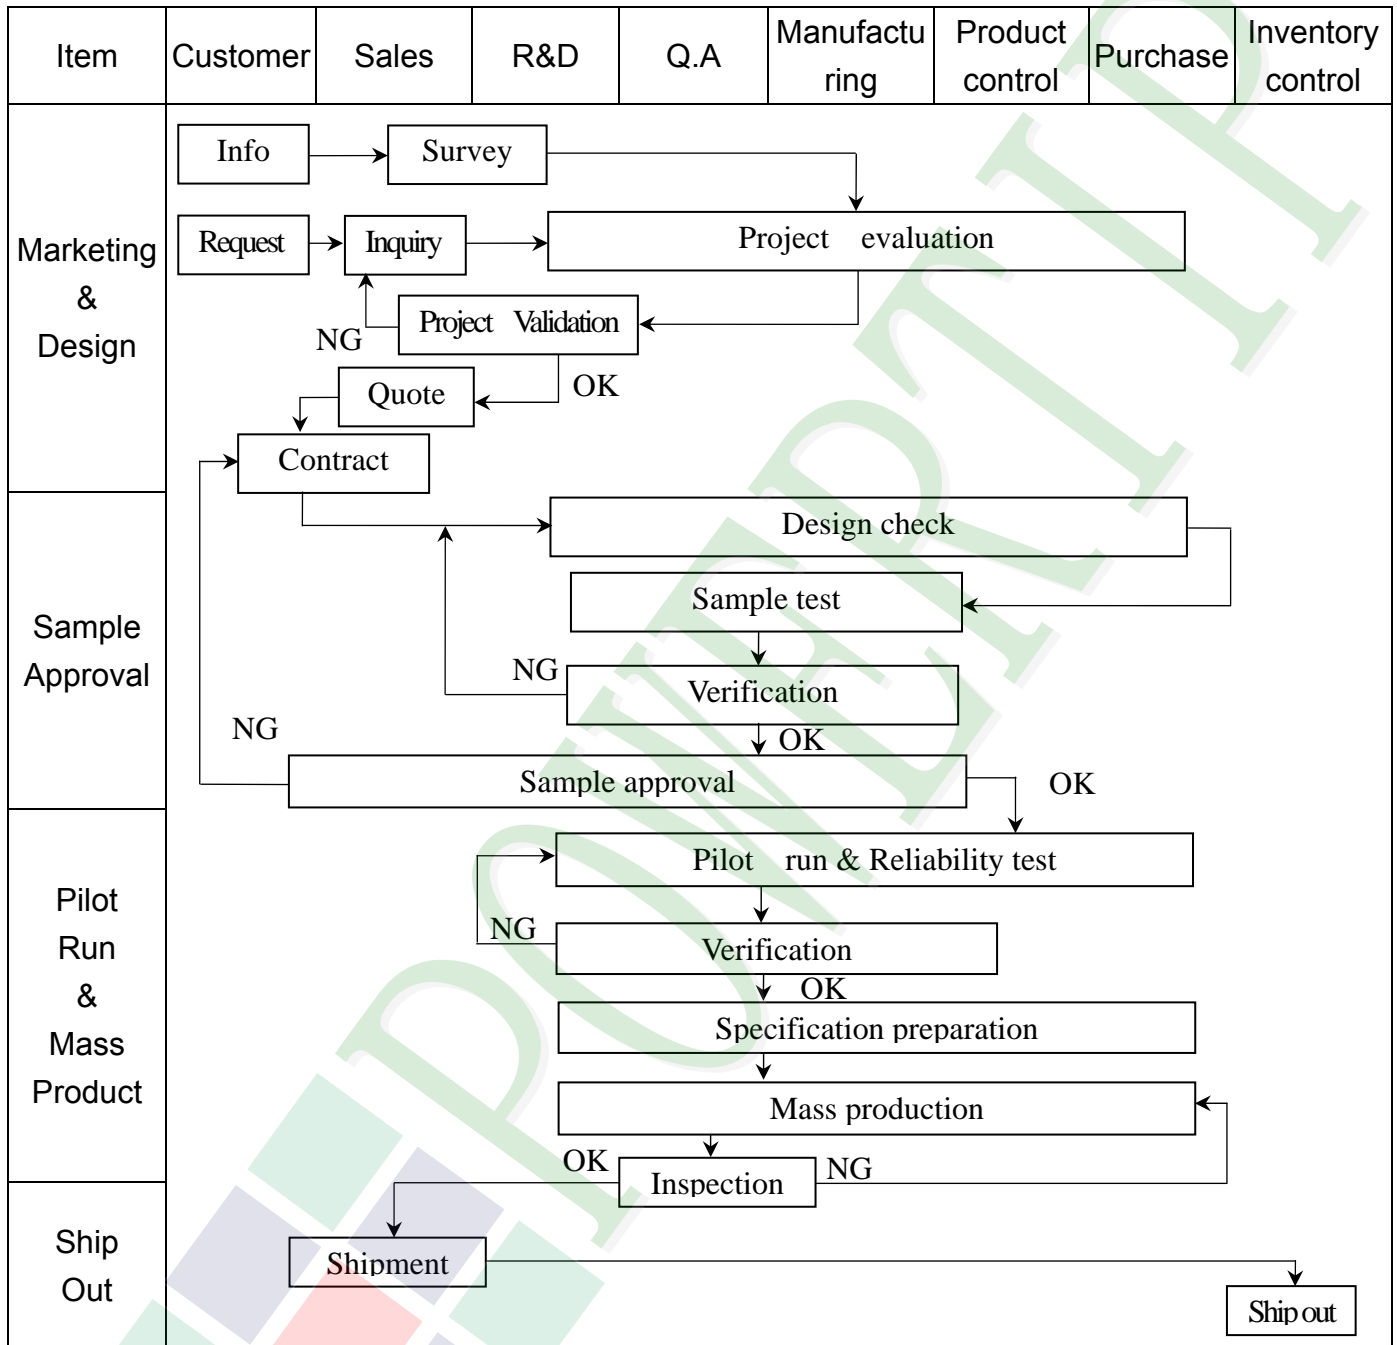 Item
Customer
Sales
R&D
Q.A
Manufactu
ring
Product
control
Purchase
Inventory
control
Marketing
&
Design
Info
Survey
Request
Inquiry
Project evaluation
Project Validation
NG
OK
Quote
Contract
Sample
Approval
Design check
Sample test
NG
Verification
NG
OK
Sample approval
OK
Pilot
Run
&
Mass
Product
Pilot run & Reliability test
NG
Verification
OK
Specification preparation
Mass production
OK
Inspection
NG
Ship
Out
Shipment
Ship out
POWERTIP